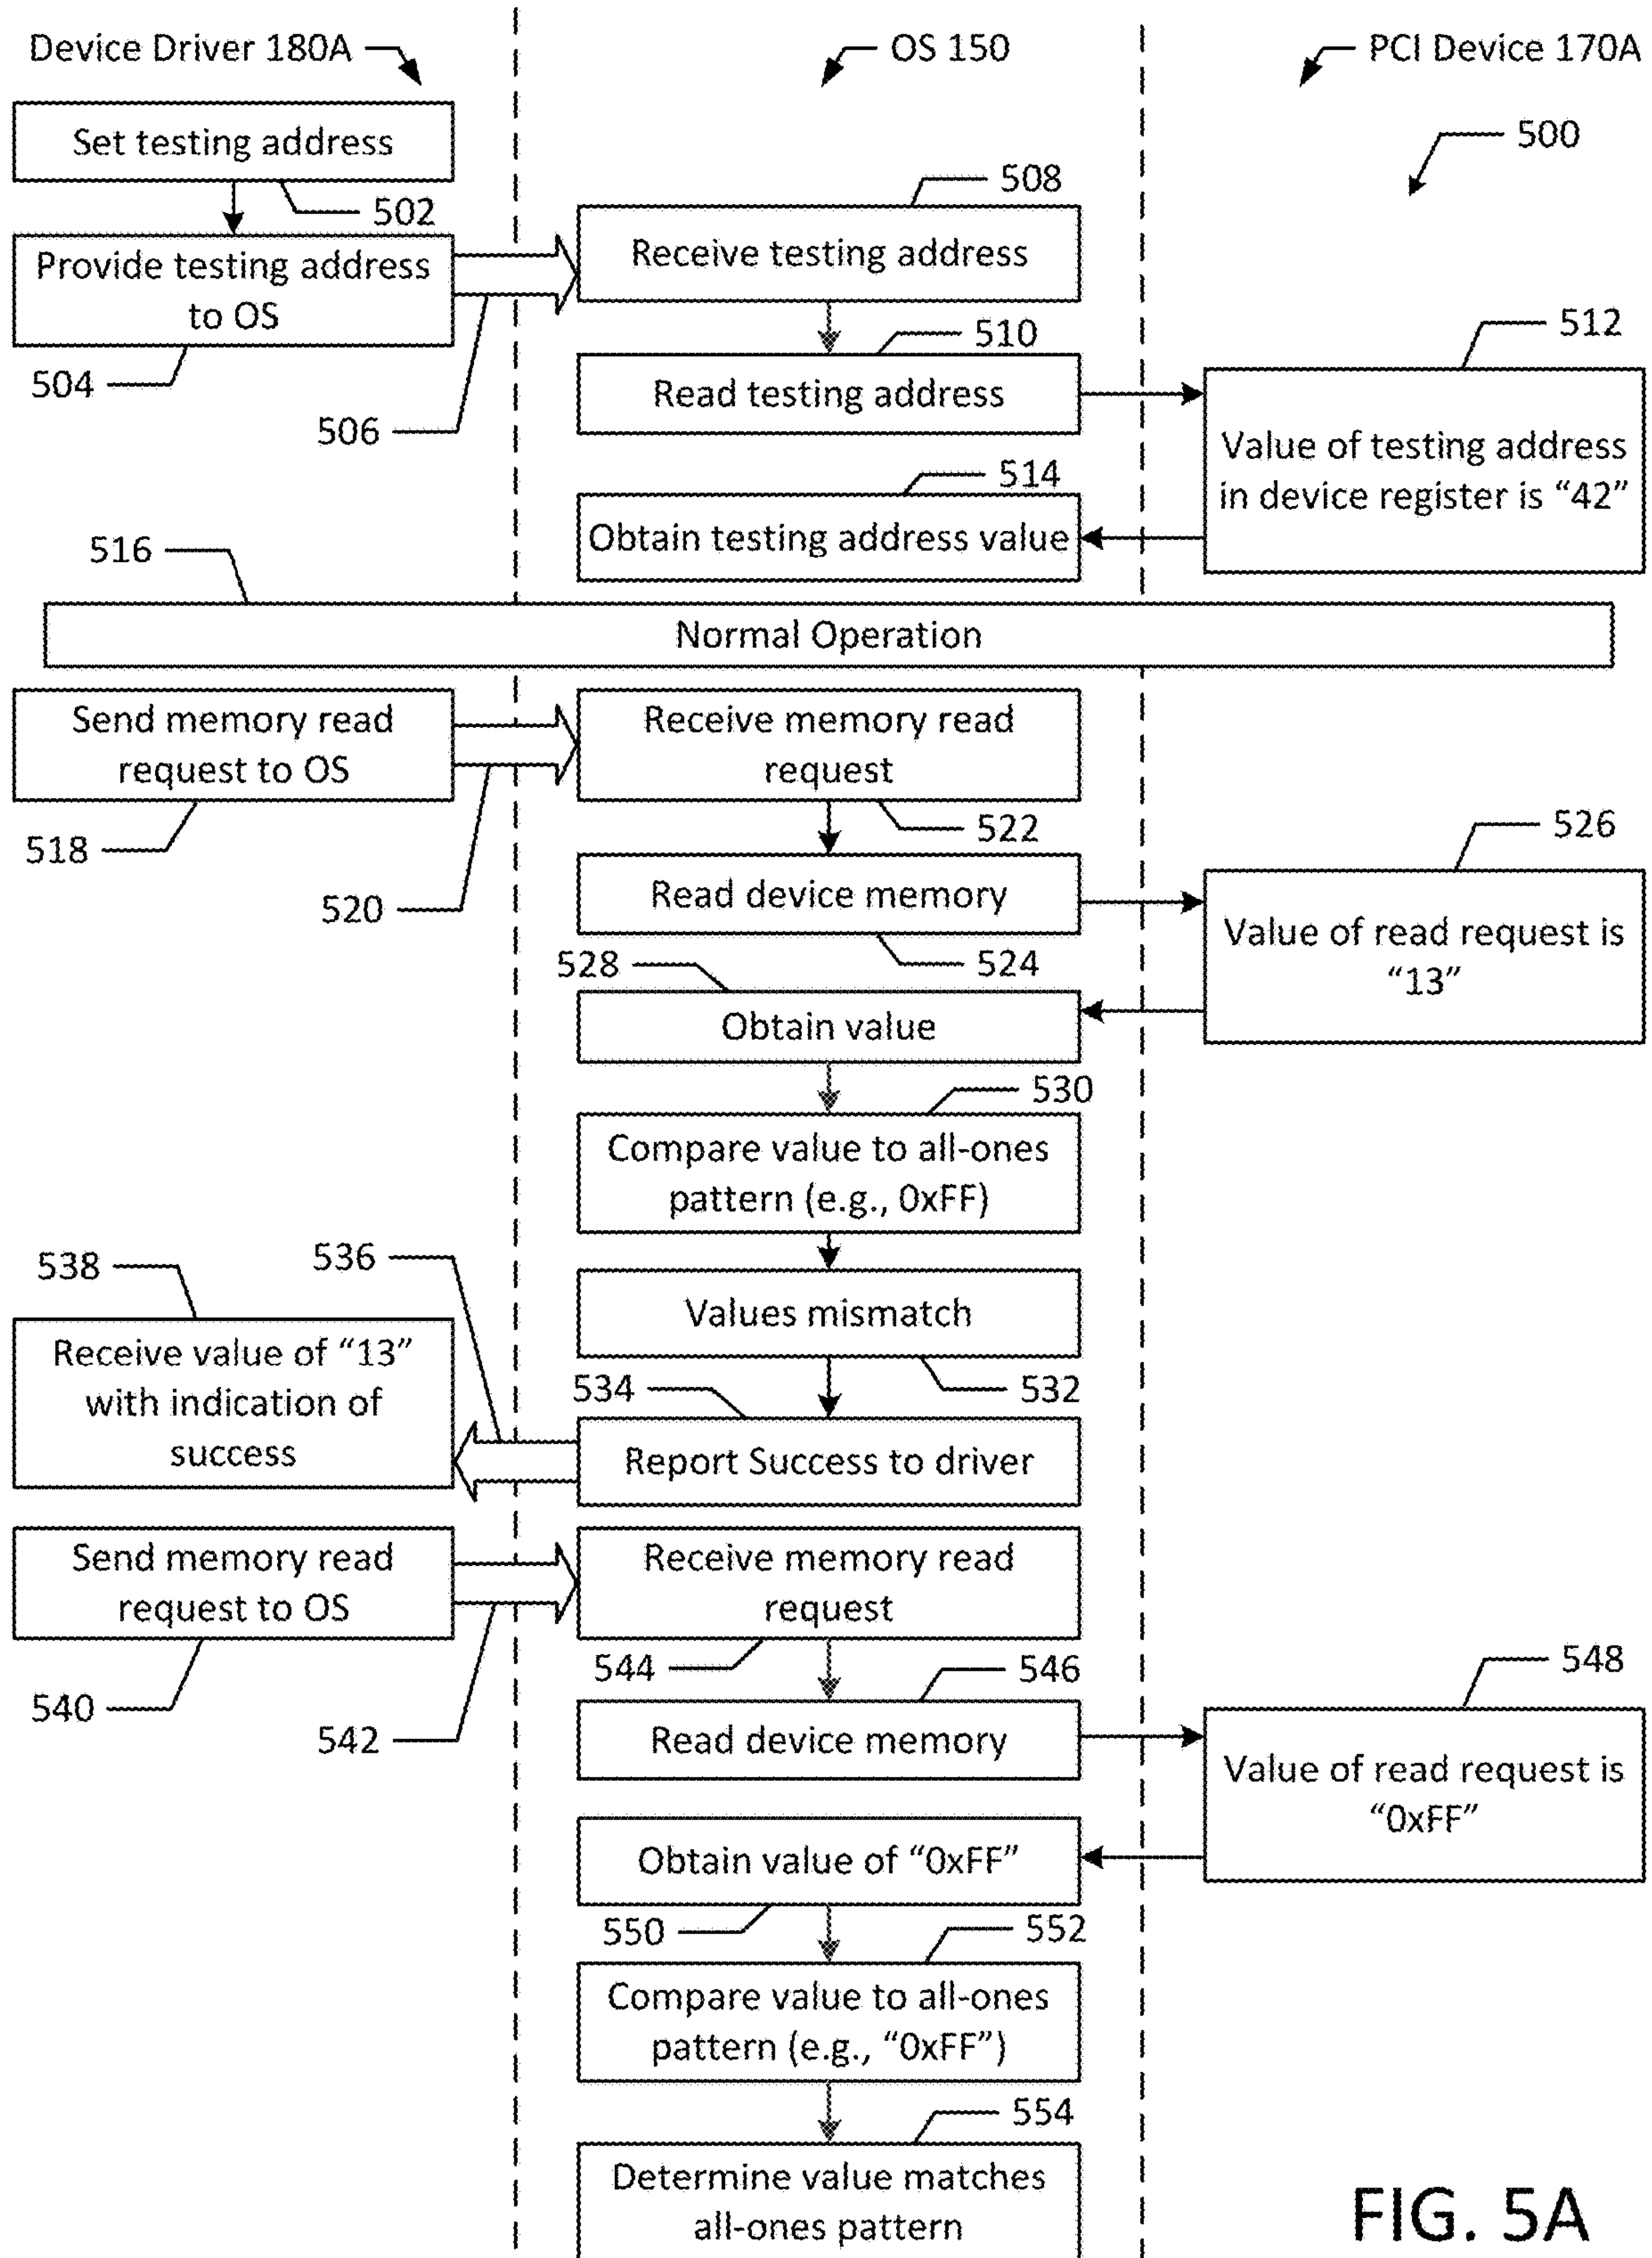 Device Driver 180A
OS 150
PCI Device 170A
500
Set testing address
502
508
Provide testing address
to OS
Receive testing address
504
506
510
Read testing address
512
Value of testing address
in device register is “42”
514
Obtain testing address value
516
Normal Operation
Send memory read
request to OS
Receive memory read
request
518
520
522
526
Read device memory
524
Value of read request is
“13”
528
Obtain value
530
Compare value to all-ones
pattern (e.g., 0xFF)
538
536
Values mismatch
532
Receive value of “13”
with indication of
success
534
Report Success to driver
Send memory read
request to OS
Receive memory read
request
540
542
544
546
548
Read device memory
Value of read request is
“0xFF”
Obtain value of “0xFF”
550
552
Compare value to all-ones
pattern (e.g., “0xFF”)
554
Determine value matches
all-ones pattern
FIG. 5A